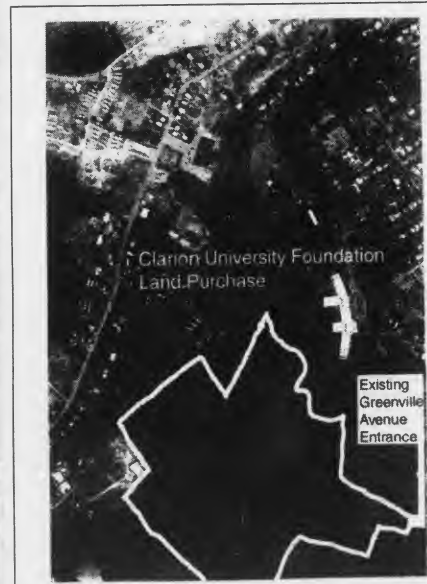 Clarion University Foundation
Land Purchase
Existing
Greenville
Avenue
Entrance